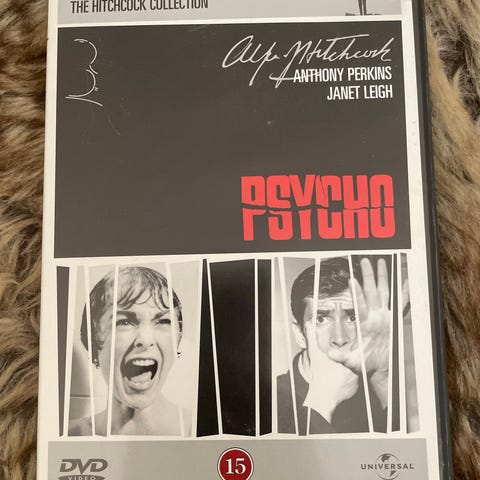 THE HITCHCOCK COLLECTION
Alfred Hitchcock
ANTHONY PERKINS
JANET LEIGH
PSYCHO
DVD
VIDEO
15
UNIVERSAL